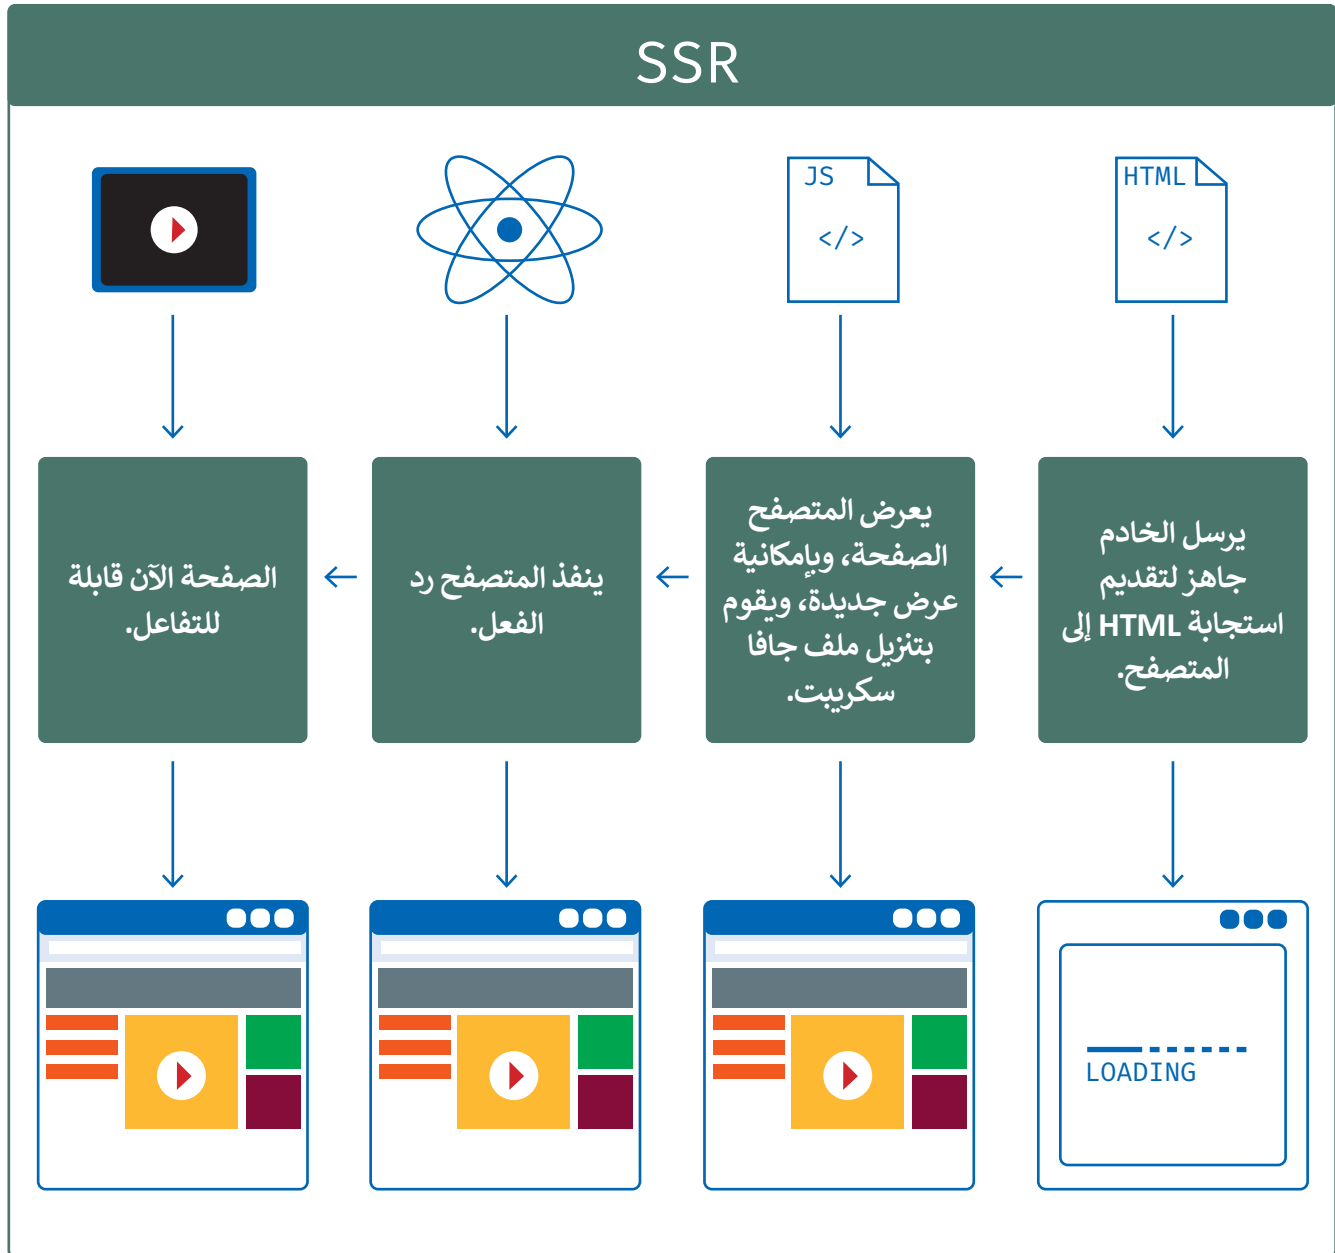 SSR
HTML
</>
JS
</>
يرسل الخادم
جاهز لتقديم
استجابة HTML إلى
المتصفح.
يعرض المتصفح
الصفحة، وبإمكانية
عرض جديدة، ويقوم
بتنزيل ملف جافا
سكريبت.
ينفذ المتصفح رد
الفعل.
الصفحة الآن قابلة
للتفاعل.
LOADING